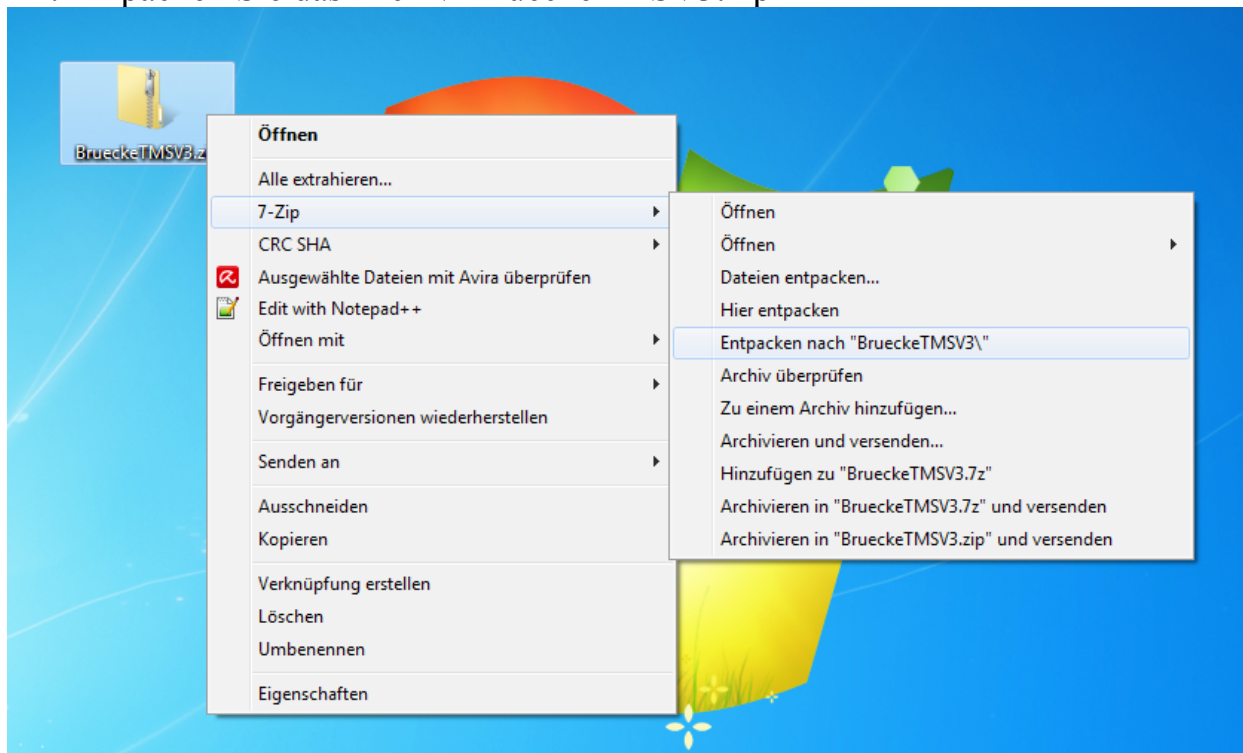 BrueckeTMSV3.z
Öffnen
Alle extrahieren...
7-Zip
CRC SHA
Ausgewählte Dateien mit Avira überprüfen
Edit with Notepad++
Öffnen mit
Freigeben für
Vorgängerversionen wiederherstellen
Senden an
Ausschneiden
Kopieren
Verknüpfung erstellen
Löschen
Umbenennen
Eigenschaften
Öffnen
Öffnen
Dateien entpacken...
Hier entpacken
Entpacken nach "BrueckeTMSV3\"
Archiv überprüfen
Zu einem Archiv hinzufügen...
Archivieren und versenden...
Hinzufügen zu "BrueckeTMSV3.7z"
Archivieren in "BrueckeTMSV3.7z" und versenden
Archivieren in "BrueckeTMSV3.zip" und versenden